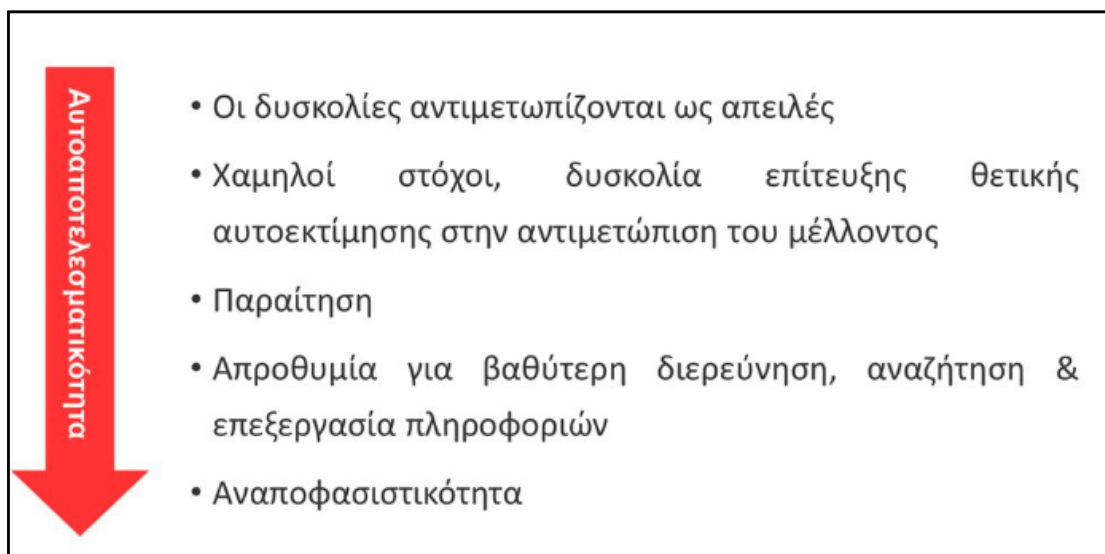 Αυτοαποτελεσματικότητα
• Οι δυσκολίες αντιμετωπίζονται ως απειλές
• Χαμηλοί στόχοι, δυσκολία επίτευξης θετικής
αυτοεκτίμησης στην αντιμετώπιση του μέλλοντος
• Παραίτηση
• Απροθυμία για βαθύτερη διερεύνηση, αναζήτηση &
επεξεργασία πληροφοριών
• Αναποφασιστικότητα